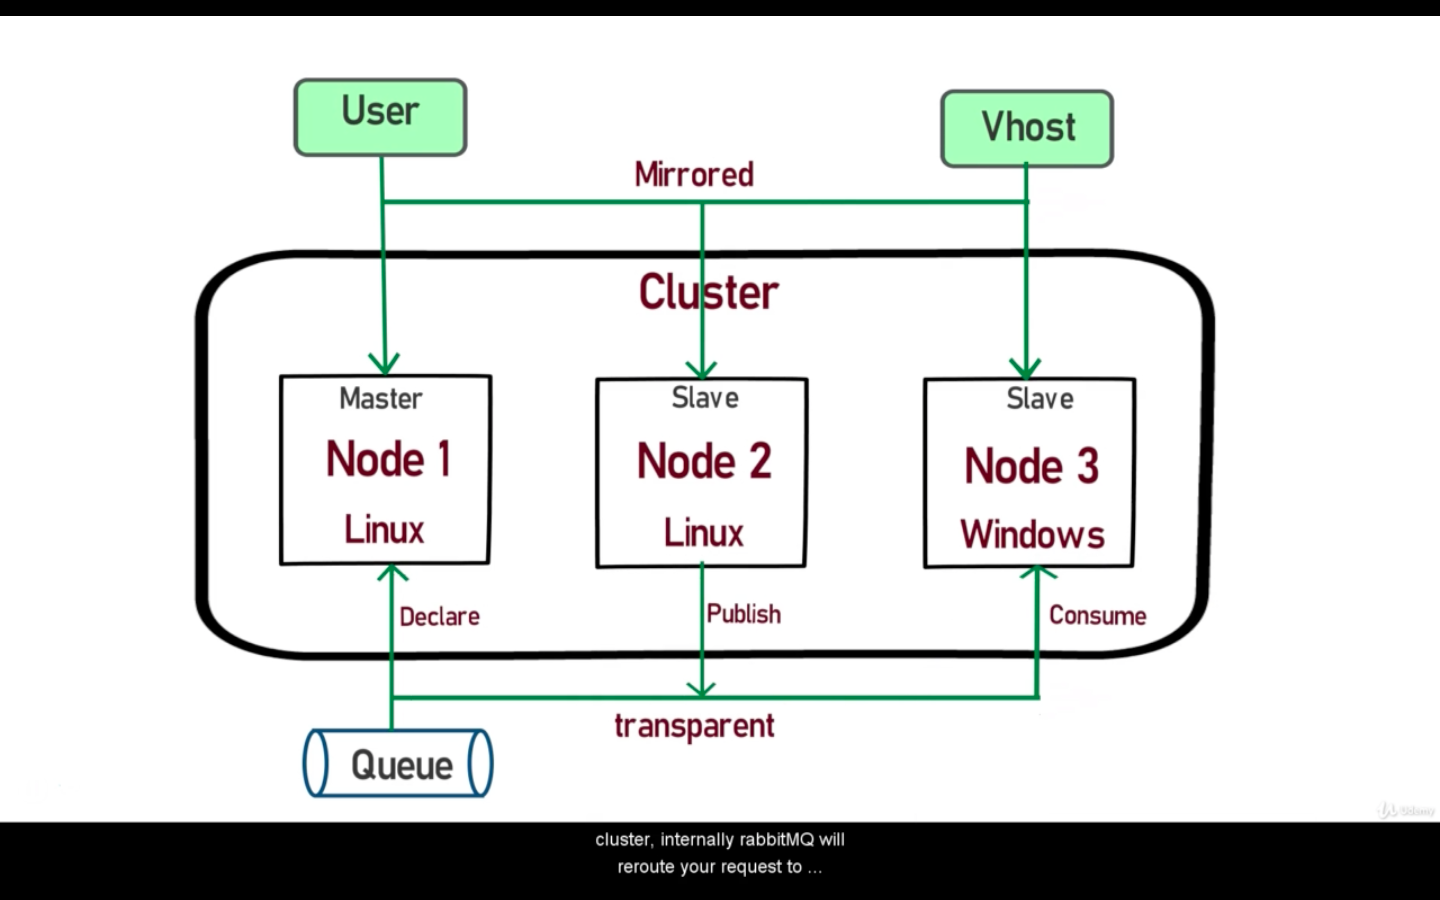 User
Vhost
Mirrored
Cluster
Master
Node 1
Linux
Slave
Node 2
Linux
Slave
Node 3
Windows
Declare
Publish
Consume
transparent
Queue
Udemy
cluster, internally rabbitMQ will
reroute your request to ...